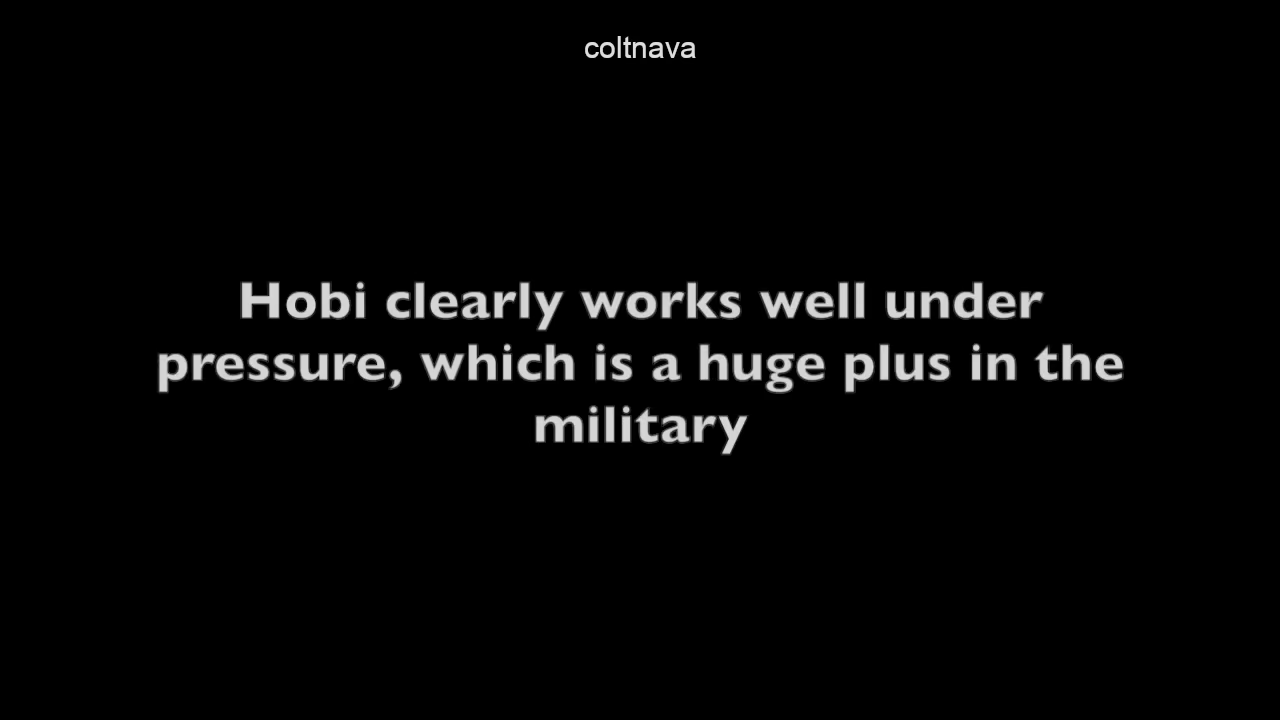 coltnava
Hobi clearly works well under
pressure, which is a huge plus in the
military